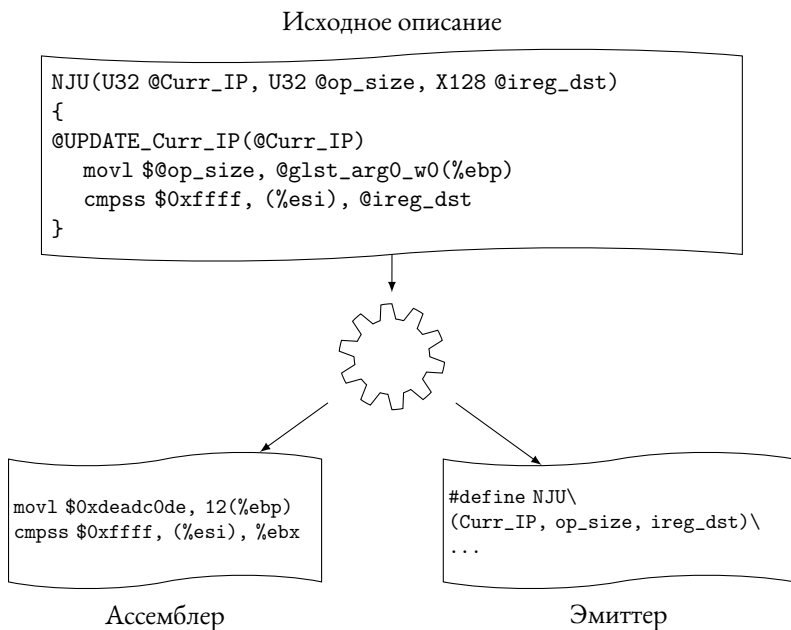 Исходное описание
NJU(U32 @Curr_IP, U32 @op_size, X128 @ireg_dst)
{
@UPDATE_Curr_IP(@Curr_IP)
movl $@op_size, @glst_arg0_w0(%ebp)
cmpss $0xffff, (%esi), @ireg_dst
}
movl $0xdeadc0de, 12(%ebp)
cmpss $0xffff, (%esi), %ebx
#define NJU\
(Curr_IP, op_size, ireg_dst)\
...
Ассемблер
Эмиттер